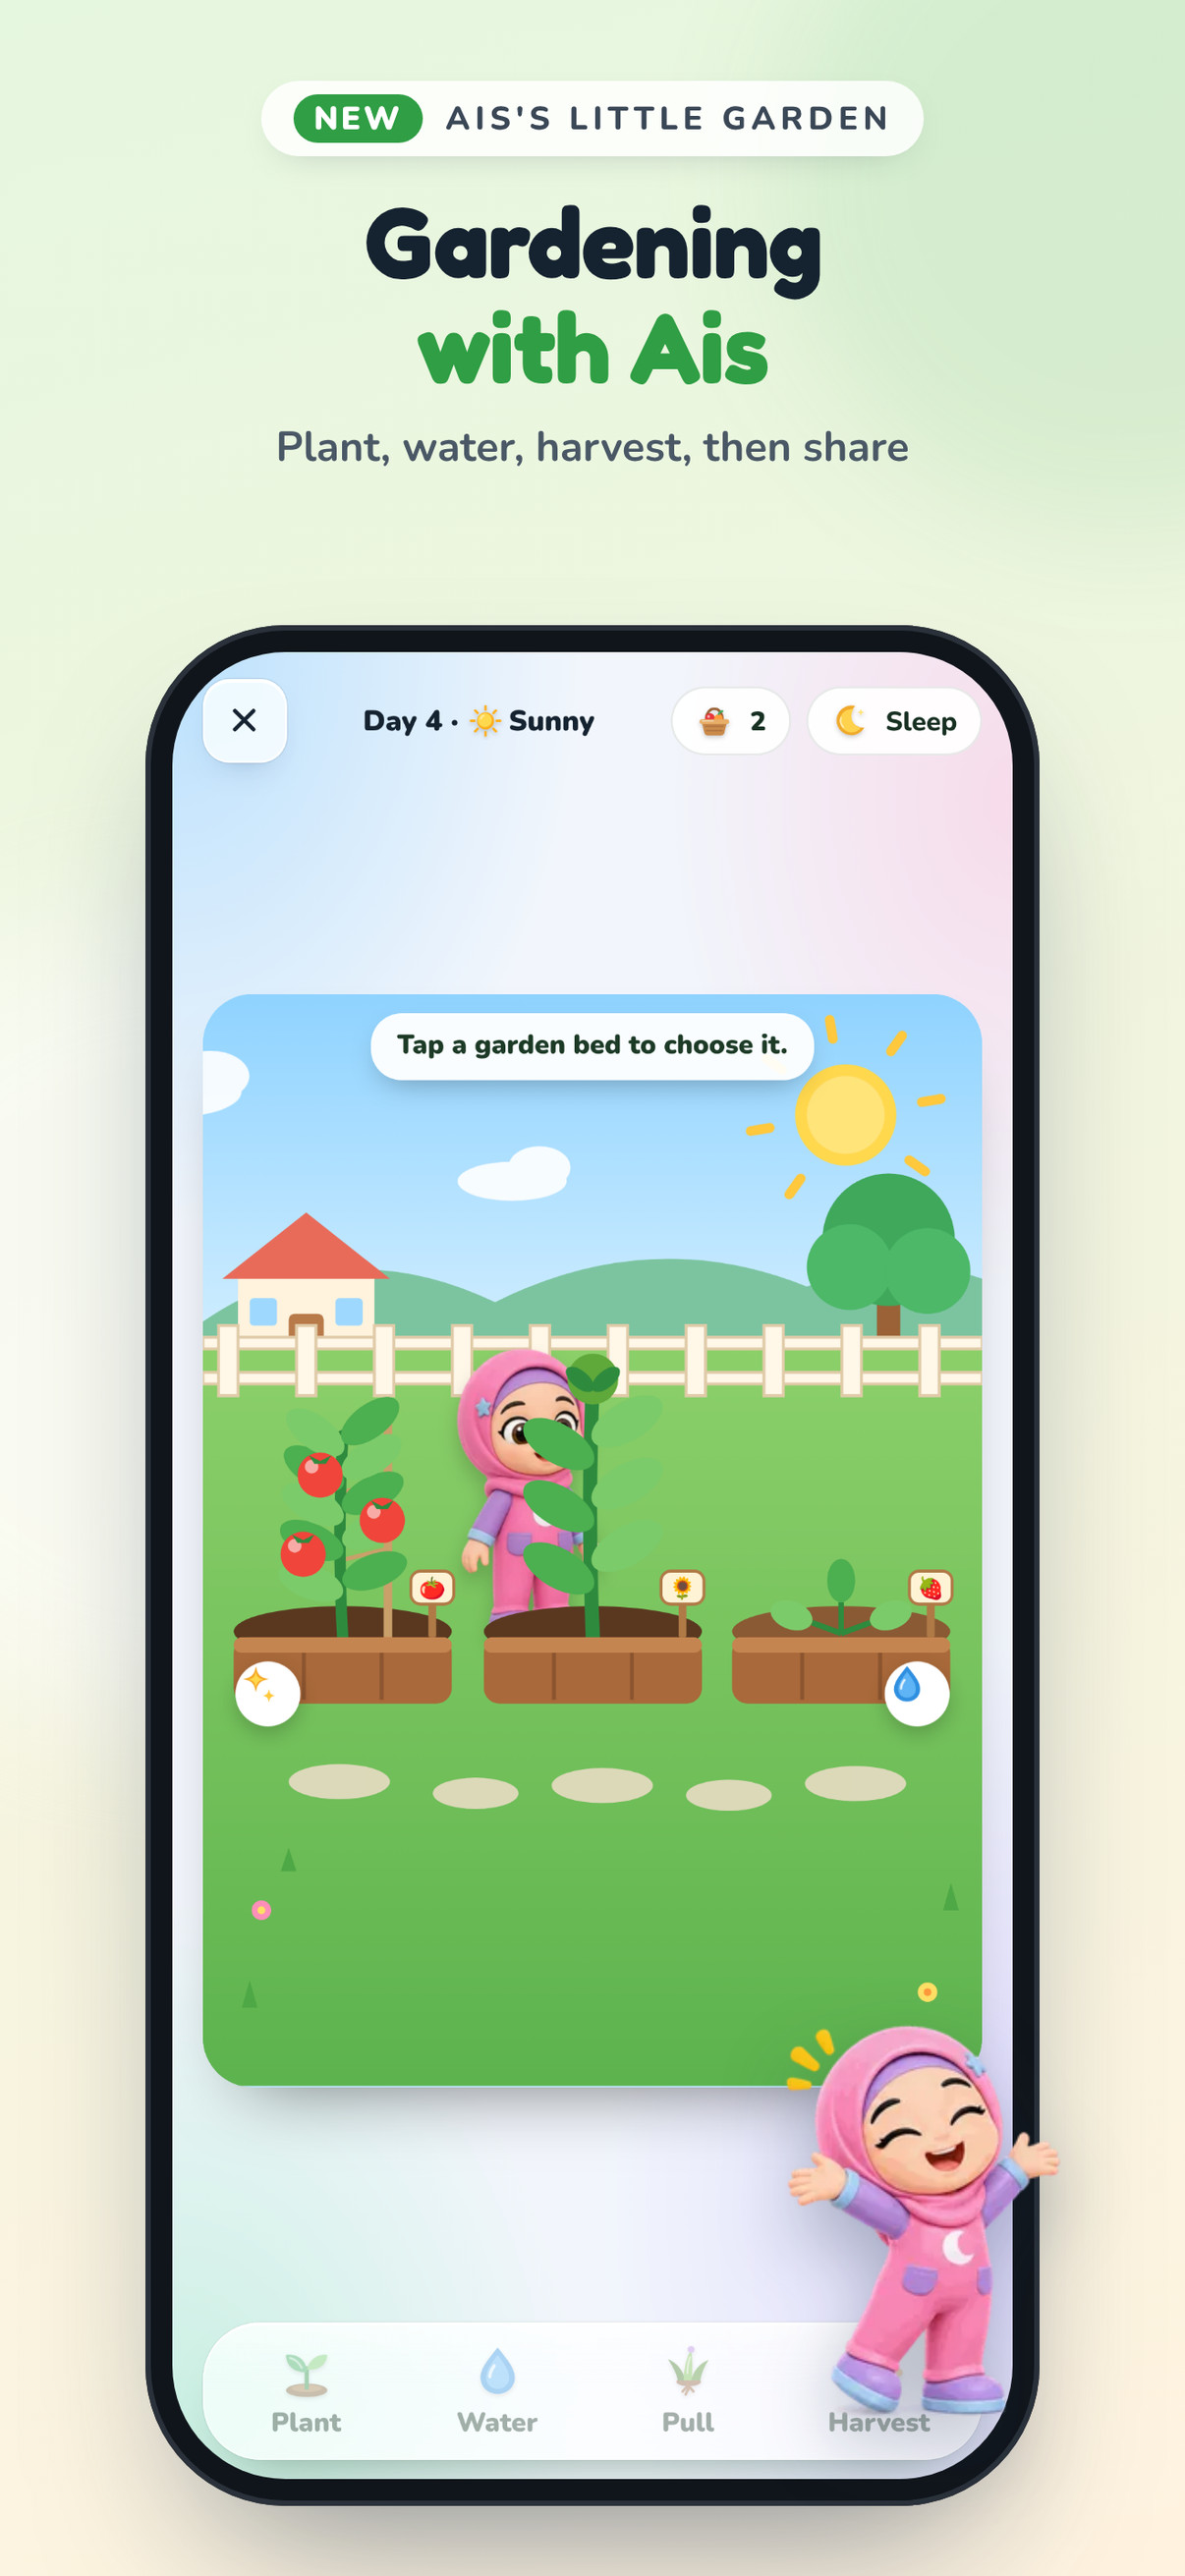 NEW AIS'S LITTLE GARDEN
Gardening
with Ais
Plant, water, harvest, then share
Day 4 · Sunny
2
Sleep
Tap a garden bed to choose it.
Plant
Water
Pull
Harvest